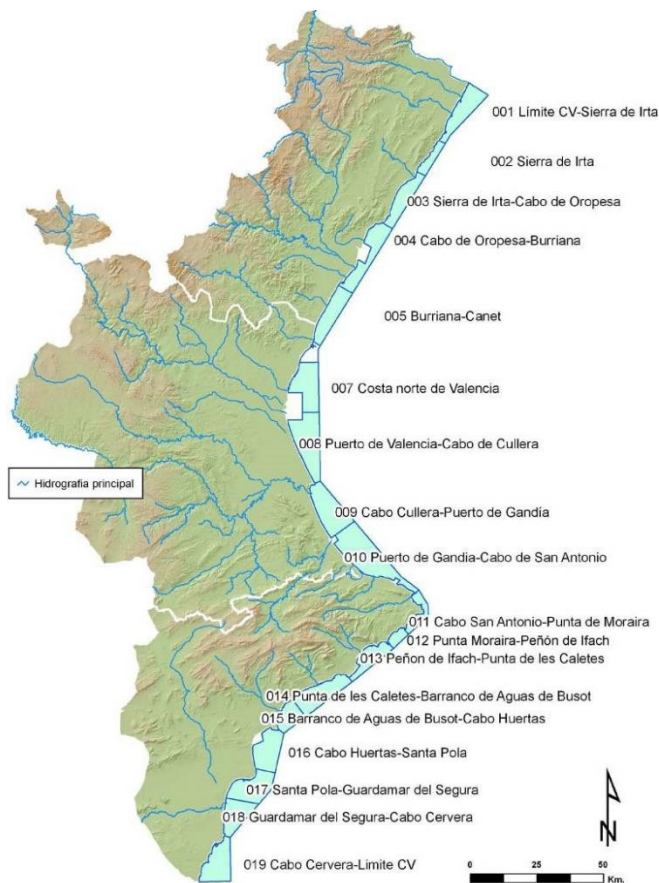 001 Límite CV-Sierra de Irta
002 Sierra de Irta
003 Sierra de Irta-Cabo de Oropesa
004 Cabo de Oropesa-Burriana
005 Burriana-Canet
007 Costa norte de Valencia
008 Puerto de Valencia-Cabo de Cullera
Hidrografia principal
009 Cabo Cullera-Puerto de Gandía
010 Puerto de Gandia-Cabo de San Antonio
011 Cabo San Antonio-Punta de Moraira
012 Punta Moraira-Peñón de Ifach
013 Peñon de Ifach-Punta de les Caletes
014 Punta de les Caletes-Barranco de Aguas de Busot
015 Barranco de Aguas de Busot-Cabo Huertas
016 Cabo Huertas-Santa Pola
017 Santa Pola-Guardamar del Segura
018 Guardamar del Segura-Cabo Cervera
019 Cabo Cervera-Limite CV
N
0 25 50
Km.